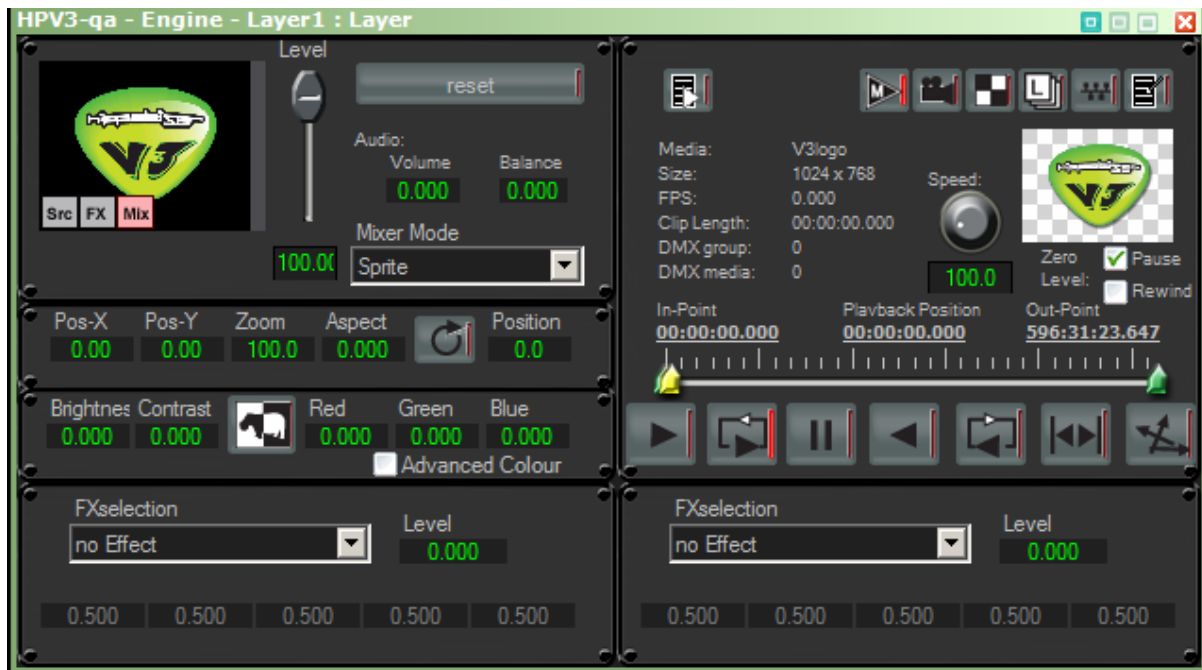 HPV3-qa - Engine - Layer1 : Layer
Level
reset
Audio:
Volume Balance
0.000 0.000
Src FX Mix
Mixer Mode
100.00 Sprite
Pos-X Pos-Y Zoom Aspect Position
0.00 0.00 100.0 0.000 0.0
Brightnes Contrast Red Green Blue
0.000 0.000 0.000 0.000 0.000
Advanced Colour
FXselection
no Effect
Level
0.000
0.500 0.500 0.500 0.500 0.500
M L
Media: V3logo
Size: 1024 x 768
FPS: 0.000
Clip Length: 00:00:00.000
DMX group: 0
DMX media: 0
Speed:
100.0
V3
Zero Level:
Pause
Rewind
In-Point Playback Position Out-Point
00:00:00.000 00:00:00.000 596:31:23.647
FXselection
no Effect
Level
0.000
0.500 0.500 0.500 0.500 0.500